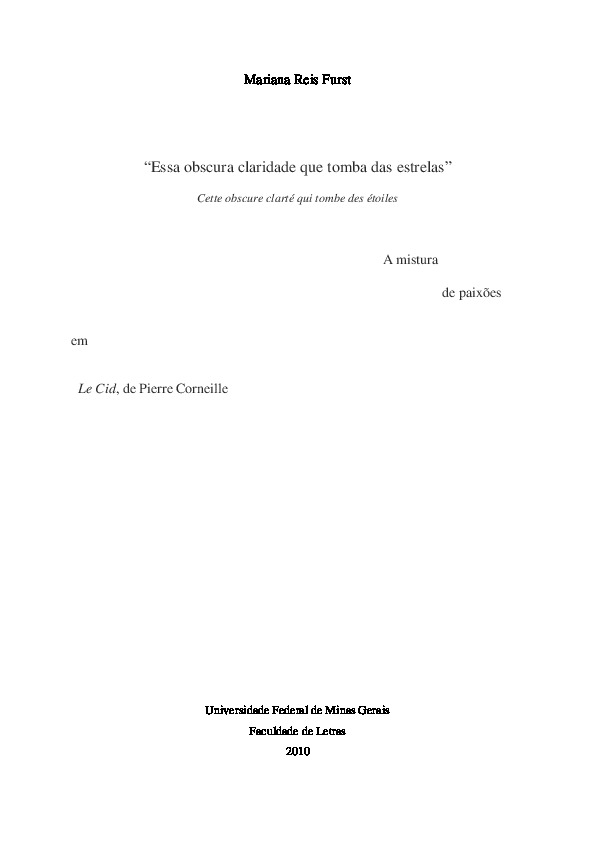 Mariana Reis Furst
“Essa obscura claridade que tomba das estrelas”
Cette obscure clarté qui tombe des étoiles
A mistura
de paixões
em
Le Cid, de Pierre Corneille
Universidade Federal de Minas Gerais
Faculdade de Letras
2010